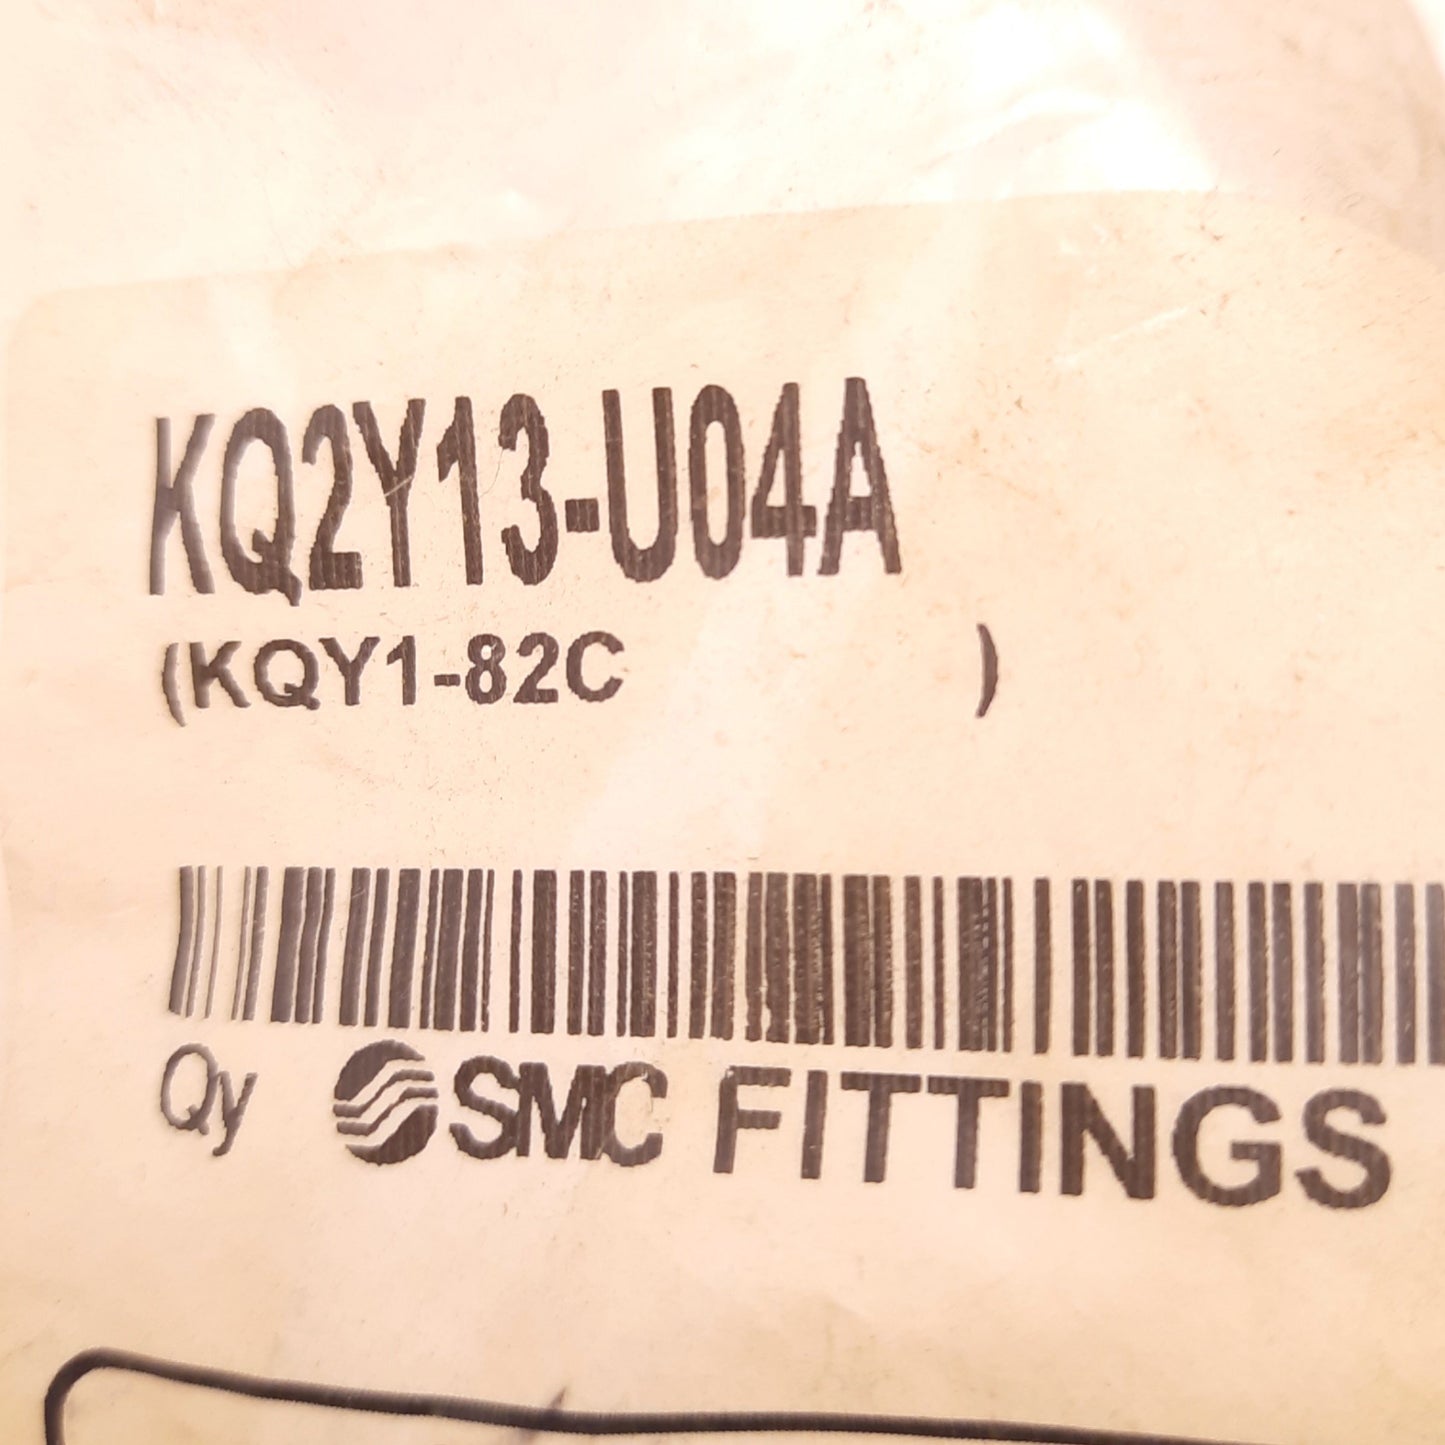 KQ2Y13-U04A
(KQY1-82C )
Qy SMC FITTINGS